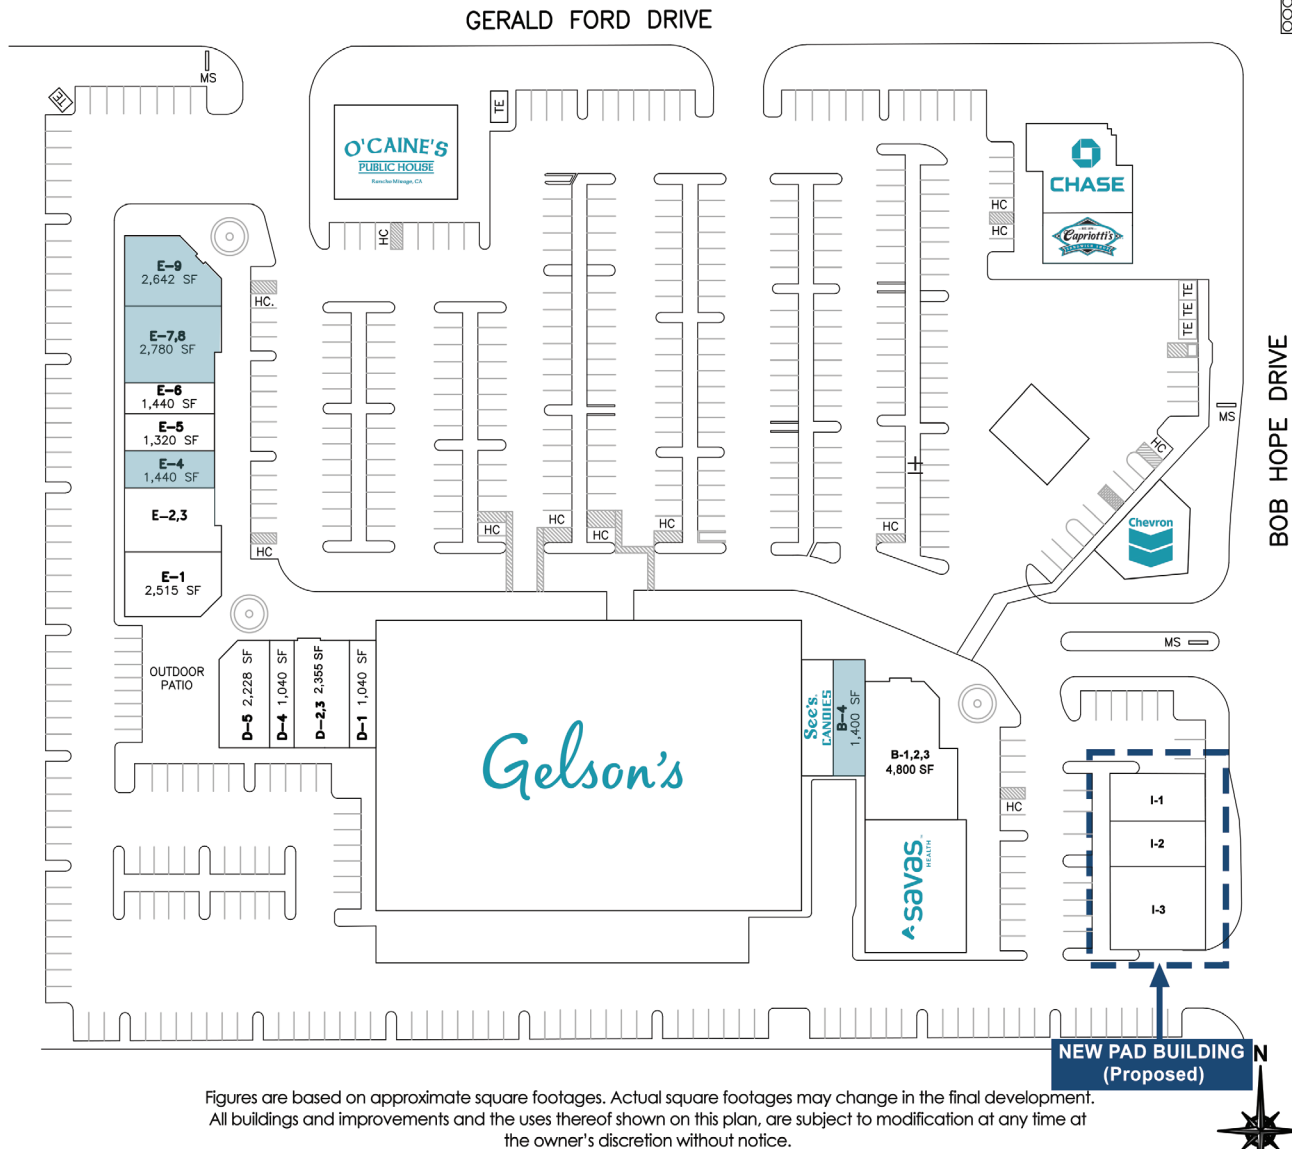 GERALD FORD DRIVE
MS
TE
O'CAINE'S
PUBLIC HOUSE
Rancho Mirage, CA
TE
HC
CHASE
Capriotti's
HC
HC
TE
TE
TE
MS
BOB HOPE DRIVE
HC
Chevron
MS
E-9
2,642 SF
HC.
E-7,8
2,780 SF
E-6
1,440 SF
E-5
1,320 SF
E-4
1,440 SF
E-2,3
E-1
2,515 SF
HC
HC
HC
HC
HC
HC
OUTDOOR
PATIO
D-5 2,228 SF
D-4 1,040 SF
D-2,3 2,355 SF
D-1 1,040 SF
Gelson's
See's
CANDIES
B-4
1,400 SF
B-1,2,3
4,800 SF
savas
HEALTH
HC
I-1
I-2
I-3
NEW PAD BUILDING
(Proposed)
N
Figures are based on approximate square footages. Actual square footages may change in the final development.
All buildings and improvements and the uses thereof shown on this plan, are subject to modification at any time at
the owner's discretion without notice.